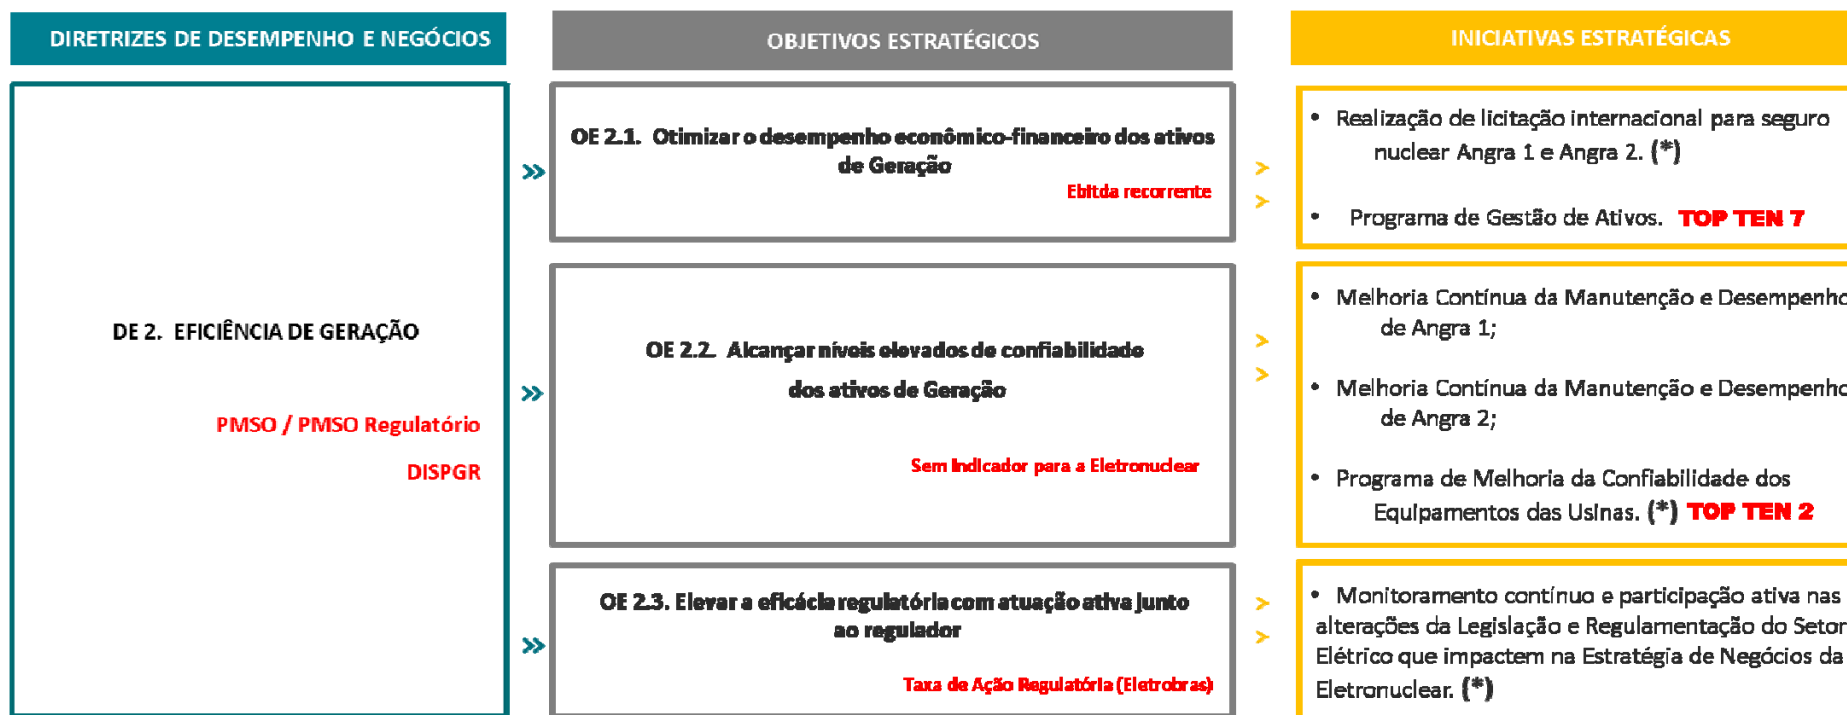 DIRETRIZES DE DESEMPENHO E NEGÓCIOS
OBJETIVOS ESTRATÉGICOS
INICIATIVAS ESTRATÉGICAS
DE 2. EFICIÊNCIA DE GERAÇÃO
PMSO / PMSO Regulatório
DISPGR
OE 2.1. Otimizar o desempenho econômico-financeiro dos ativos
de Geração
Ebitda recorrente
• Realização de licitação internacional para seguro
nuclear Angra 1 e Angra 2. (*)
• Programa de Gestão de Ativos. TOP TEN 7
OE 2.2. Alcançar níveis elevados de confiabilidade
dos ativos de Geração
Sem Indicador para a Eletronuclear
• Melhoria Contínua da Manutenção e Desempenho
de Angra 1;
• Melhoria Contínua da Manutenção e Desempenho
de Angra 2;
• Programa de Melhoria da Confiabilidade dos
Equipamentos das Usinas. (*) TOP TEN 2
OE 2.3. Elevar a eficácia regulatória com atuação ativa junto
ao regulador
Taxa de Ação Regulatória (Eletrobras)
• Monitoramento contínuo e participação ativa nas
alterações da Legislação e Regulamentação do Setor
Elétrico que impactem na Estratégia de Negócios da
Eletronuclear. (*)